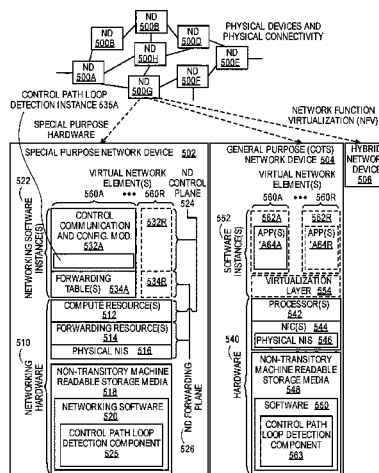 ND
500B
ND
500D
ND
500A
ND
500H
ND
500E
ND
500G
ND
500F
PHYSICAL DEVICES AND
PHYSICAL CONNECTIVITY
CONTROL PATH LOOP
DETECTION INSTANCE 535A
SPECIAL PURPOSE
HARDWARE
NETWORK FUNCTION
VIRTUALIZATION (NFV)
SPECIAL PURPOSE NETWORK DEVICE 502
522
VIRTUAL NETWORK
ELEMENT(S)
560A ••• 560R
ND CONTROL
PLANE
524
NETWORKING SOFTWARE
INSTANCE(S)
CONTROL
COMMUNICATION
AND CONFIG. MOD.
532A
532R
FORWARDING
TABLE(S) 534A
534R
COMPUTE RESOURCE(S)
512
FORWARDING RESOURCE(S)
514
PHYSICAL NIS 516
510
NETWORKING
HARDWARE
NON-TRANSITORY MACHINE
READABLE STORAGE MEDIA
518
NETWORKING SOFTWARE
520
CONTROL PATH LOOP
DETECTION COMPONENT
525
ND FORWARDING
PLANE
526
GENERAL PURPOSE (COTS)
NETWORK DEVICE 504
VIRTUAL NETWORK
ELEMENT(S)
560A ••• 560R
552
SOFTWARE
INSTANCE(S)
562A
APP(S)
564A
562R
APP(S)
564R
VIRTUALIZATION
LAYER 554
PROCESSOR(S)
542
NIC(S) 544
PHYSICAL NIS 546
540
HARDWARE
NON-TRANSITORY MACHINE
READABLE STORAGE MEDIA
548
SOFTWARE 550
CONTROL PATH LOOP
DETECTION COMPONENT
563
HYBRID
NETWORK
DEVICE
506